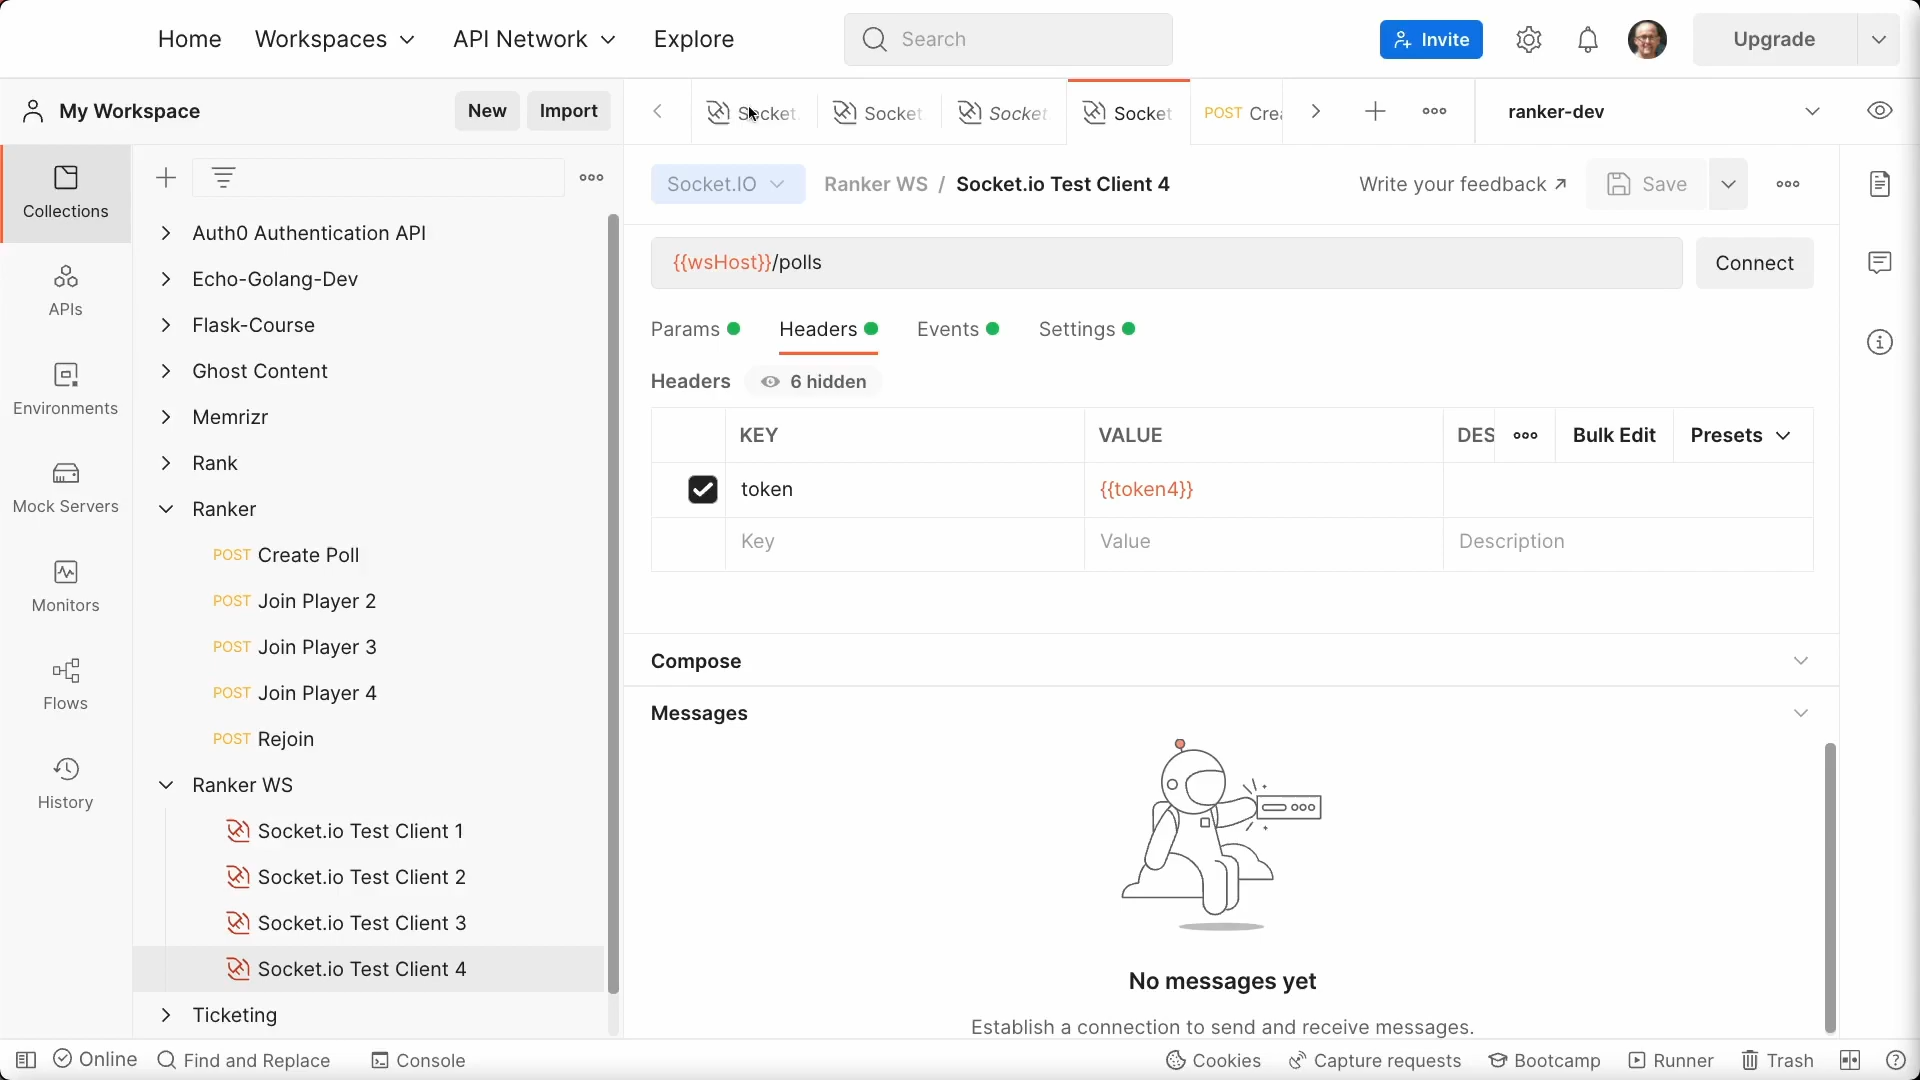 Home Workspaces API Network Explore Search Invite Upgrade
My Workspace New Import
Socket. Socket Socket. Socket POST Crea ranker-dev
Collections
APIs
Environments
Mock Servers
Monitors
Flows
History
Auth0 Authentication API
Echo-Golang-Dev
Flask-Course
Ghost Content
Memrizr
Rank
Ranker
POST Create Poll
POST Join Player 2
POST Join Player 3
POST Join Player 4
POST Rejoin
Ranker WS
Socket.io Test Client 1
Socket.io Test Client 2
Socket.io Test Client 3
Socket.io Test Client 4
Ticketing
Socket.IO Ranker WS / Socket.io Test Client 4 Write your feedback ↗ Save
{{wsHost}}/polls Connect
Params Headers Events Settings
Headers 6 hidden
KEY VALUE DES Bulk Edit Presets
token {{token4}}
Key Value Description
Compose
Messages
No messages yet
Establish a connection to send and receive messages.
Online Find and Replace Console Cookies Capture requests Bootcamp Runner Trash